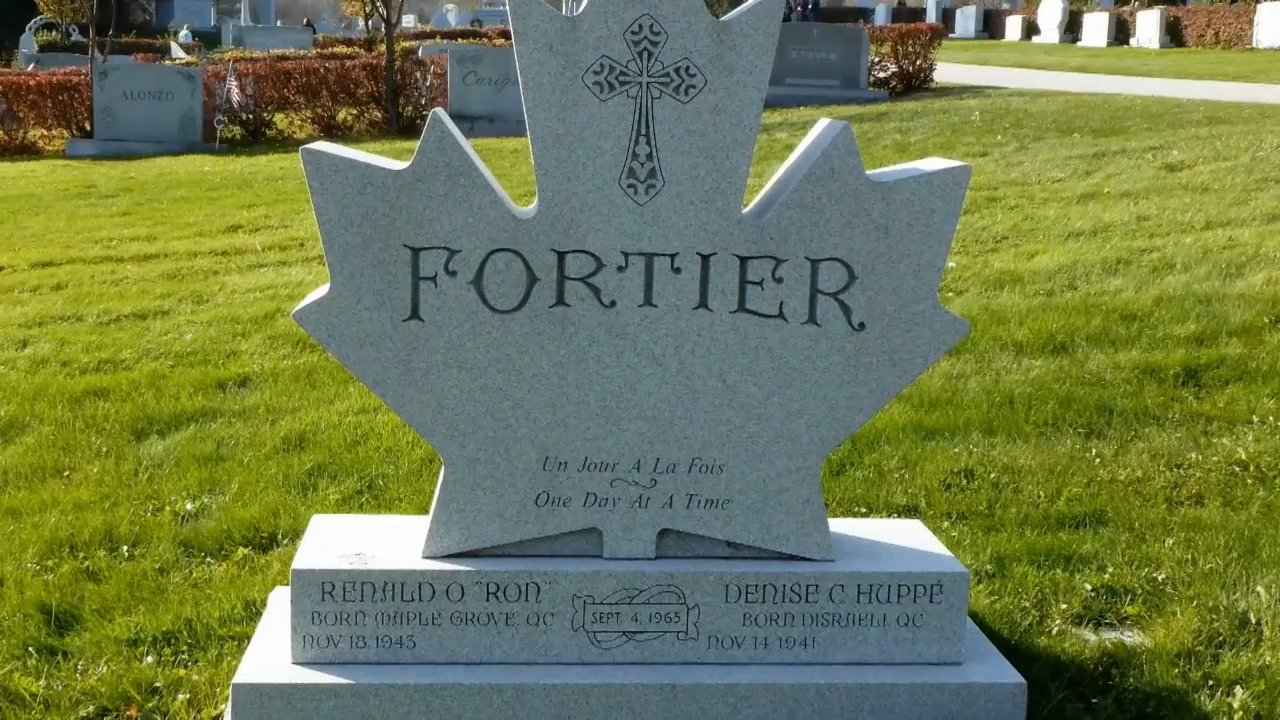 ALONZO
FORTIER
Un Jour A La Fois
One Day At A Time
RENALD O "RON"
BORN MAPLE GROVE, QC
NOV 18 1943
SEPT 4, 1965
DENISE C HUPPÉ
BORN DISRAELI, QC
NOV 14 1941